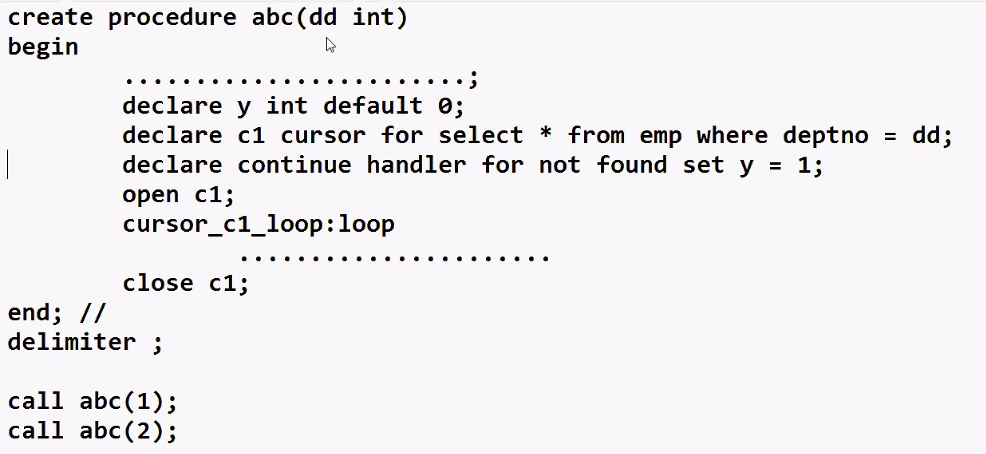 create procedure abc(dd int)
begin
........................;
declare y int default 0;
declare c1 cursor for select * from emp where deptno = dd;
declare continue handler for not found set y = 1;
open c1;
cursor_c1_loop:loop
......................
close c1;
end; //
delimiter ;
call abc(1);
call abc(2);